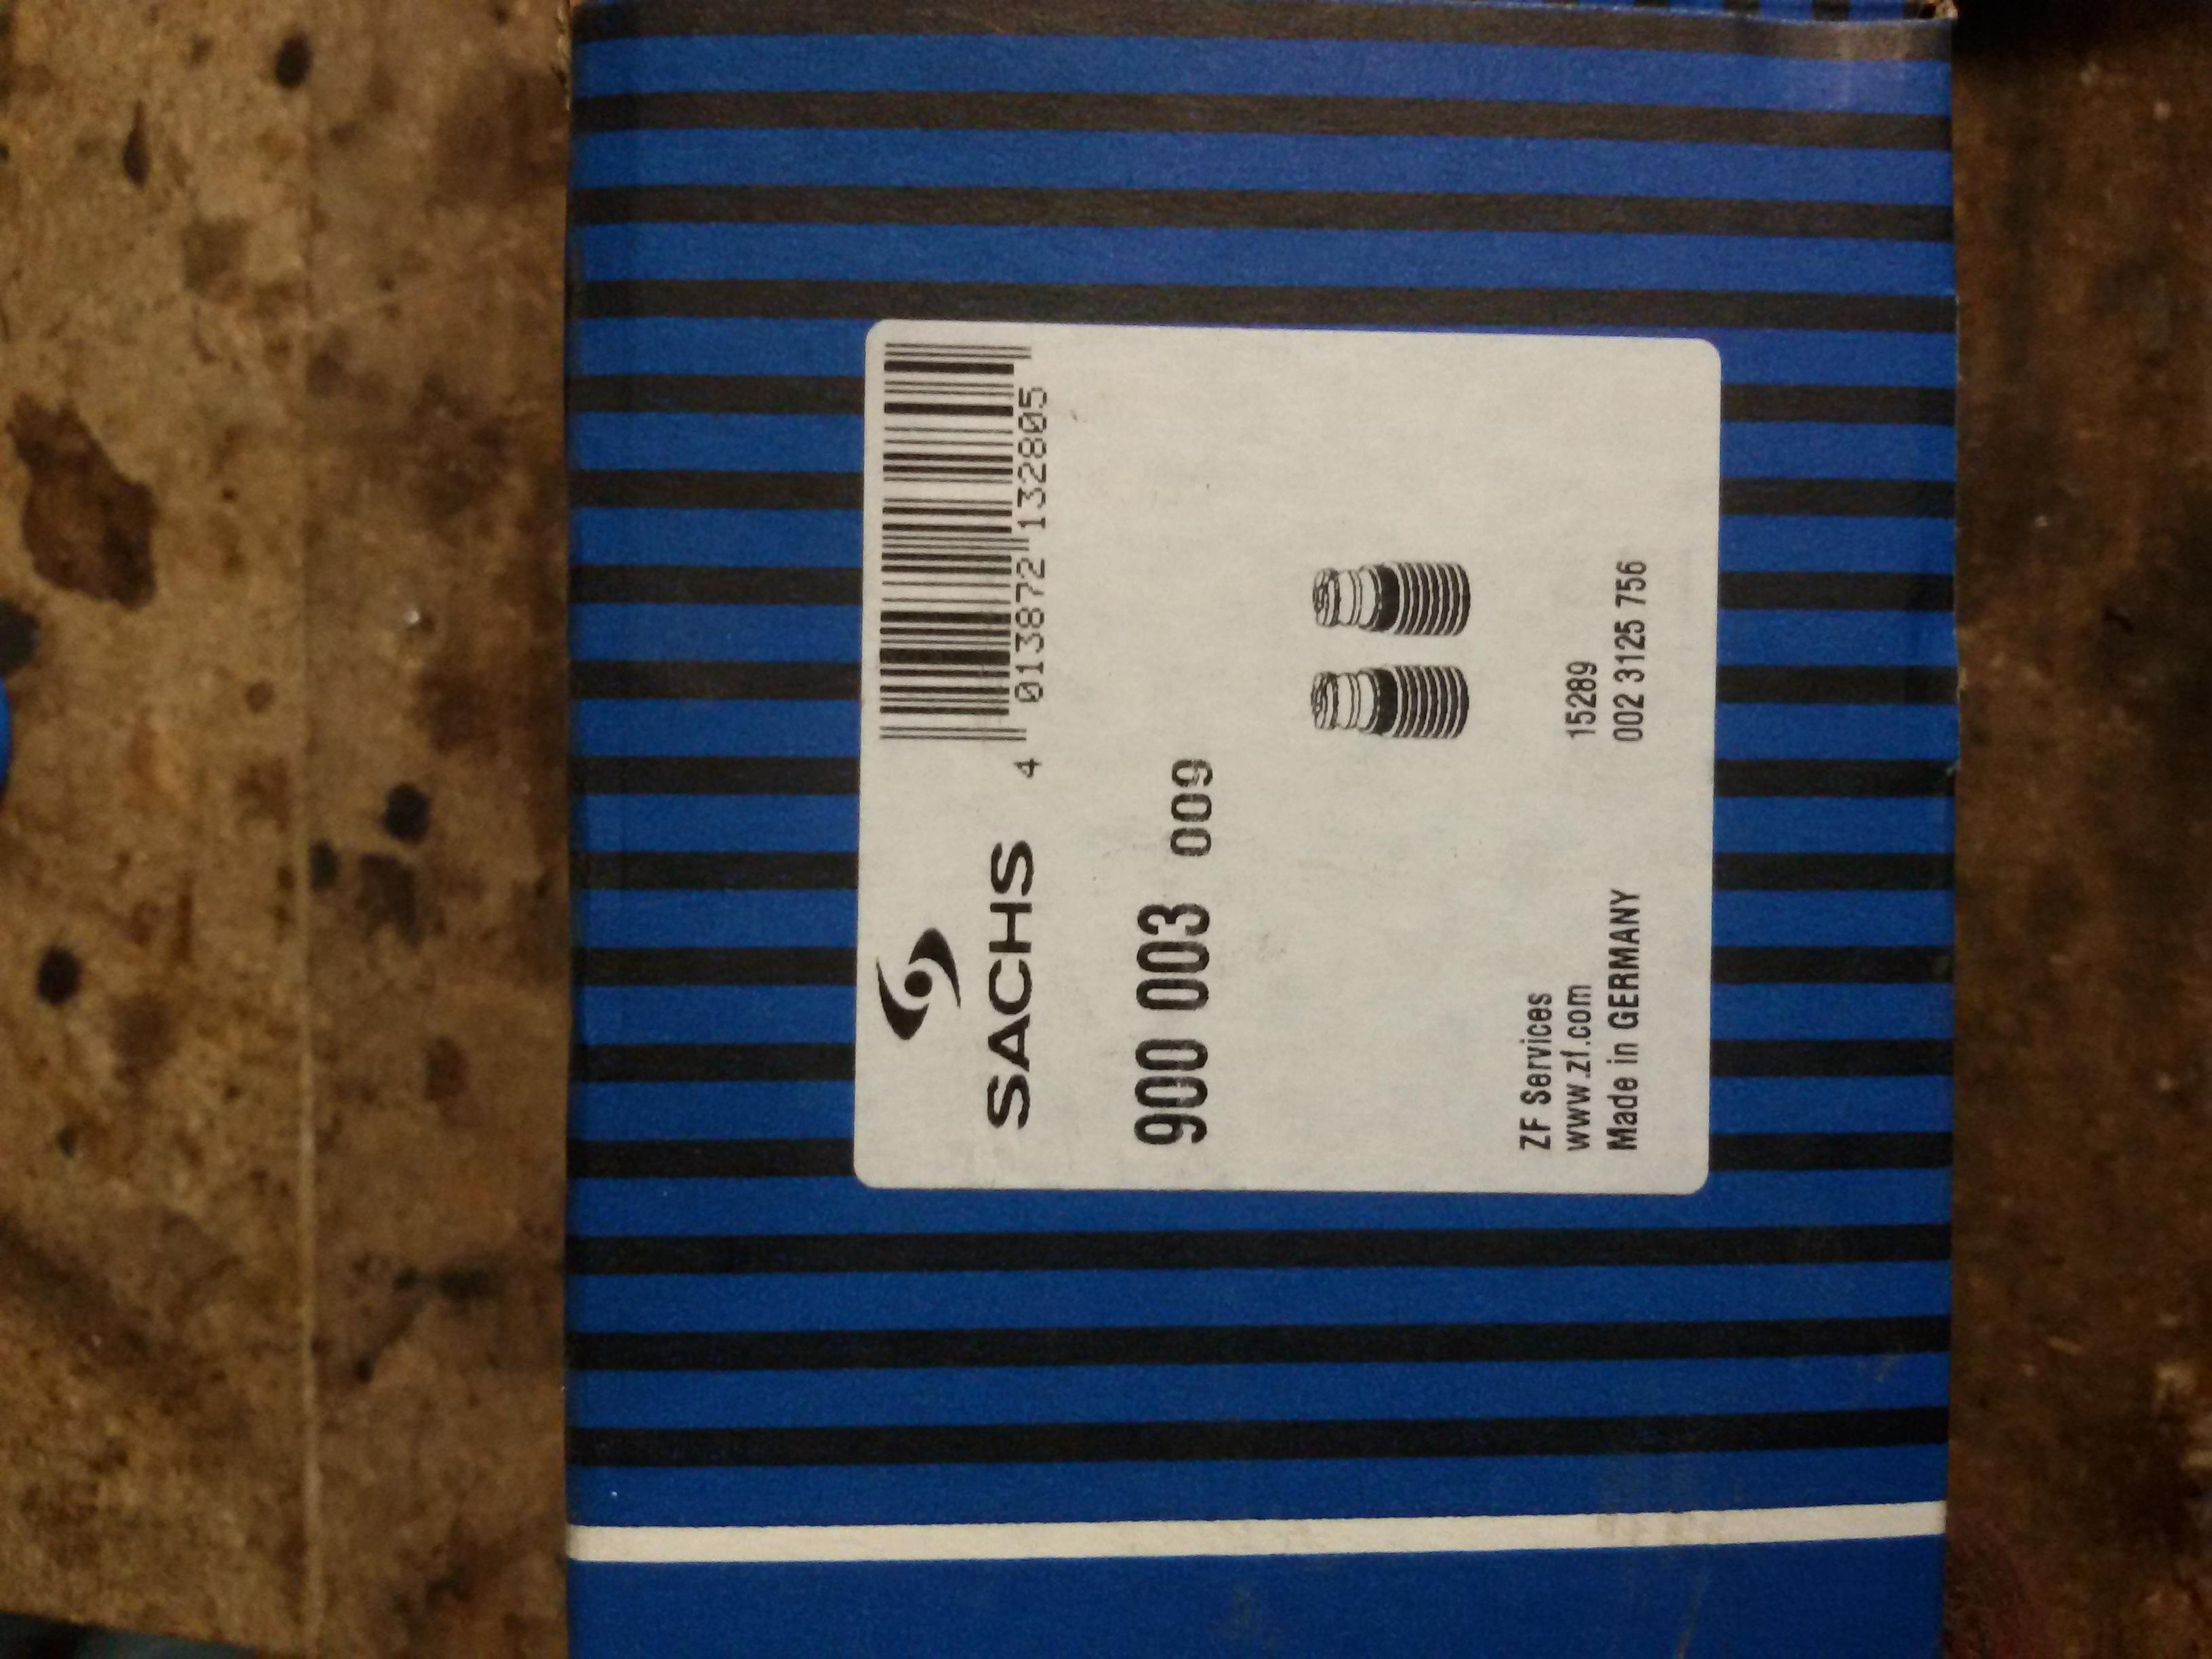 SACHS
4 013872 132805
900 003 009
ZF Services
www.zf.com
Made in GERMANY
15289
002 3125 756